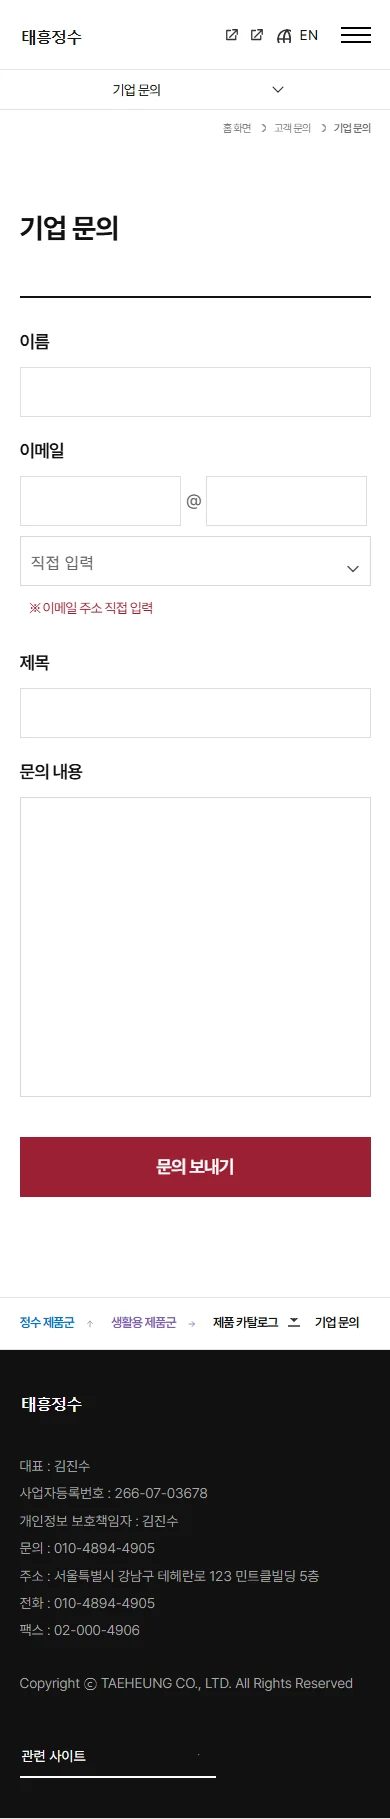 태흥정수
EN
기업 문의
홈 화면 고객 문의 기업 문의
기업 문의
이름
이메일
@
직접 입력
※ 이메일 주소 직접 입력
제목
문의 내용
문의 보내기
정수 제품군 ↑ 생활용 제품군 → 제품 카탈로그 기업 문의
태흥정수
대표 : 김진수
사업자등록번호 : 266-07-03678
개인정보 보호책임자 : 김진수
문의 : 010-4894-4905
주소 : 서울특별시 강남구 테헤란로 123 민트클빌딩 5층
전화 : 010-4894-4905
팩스 : 02-000-4906
Copyright ⓒ TAEHEUNG CO., LTD. All Rights Reserved
관련 사이트